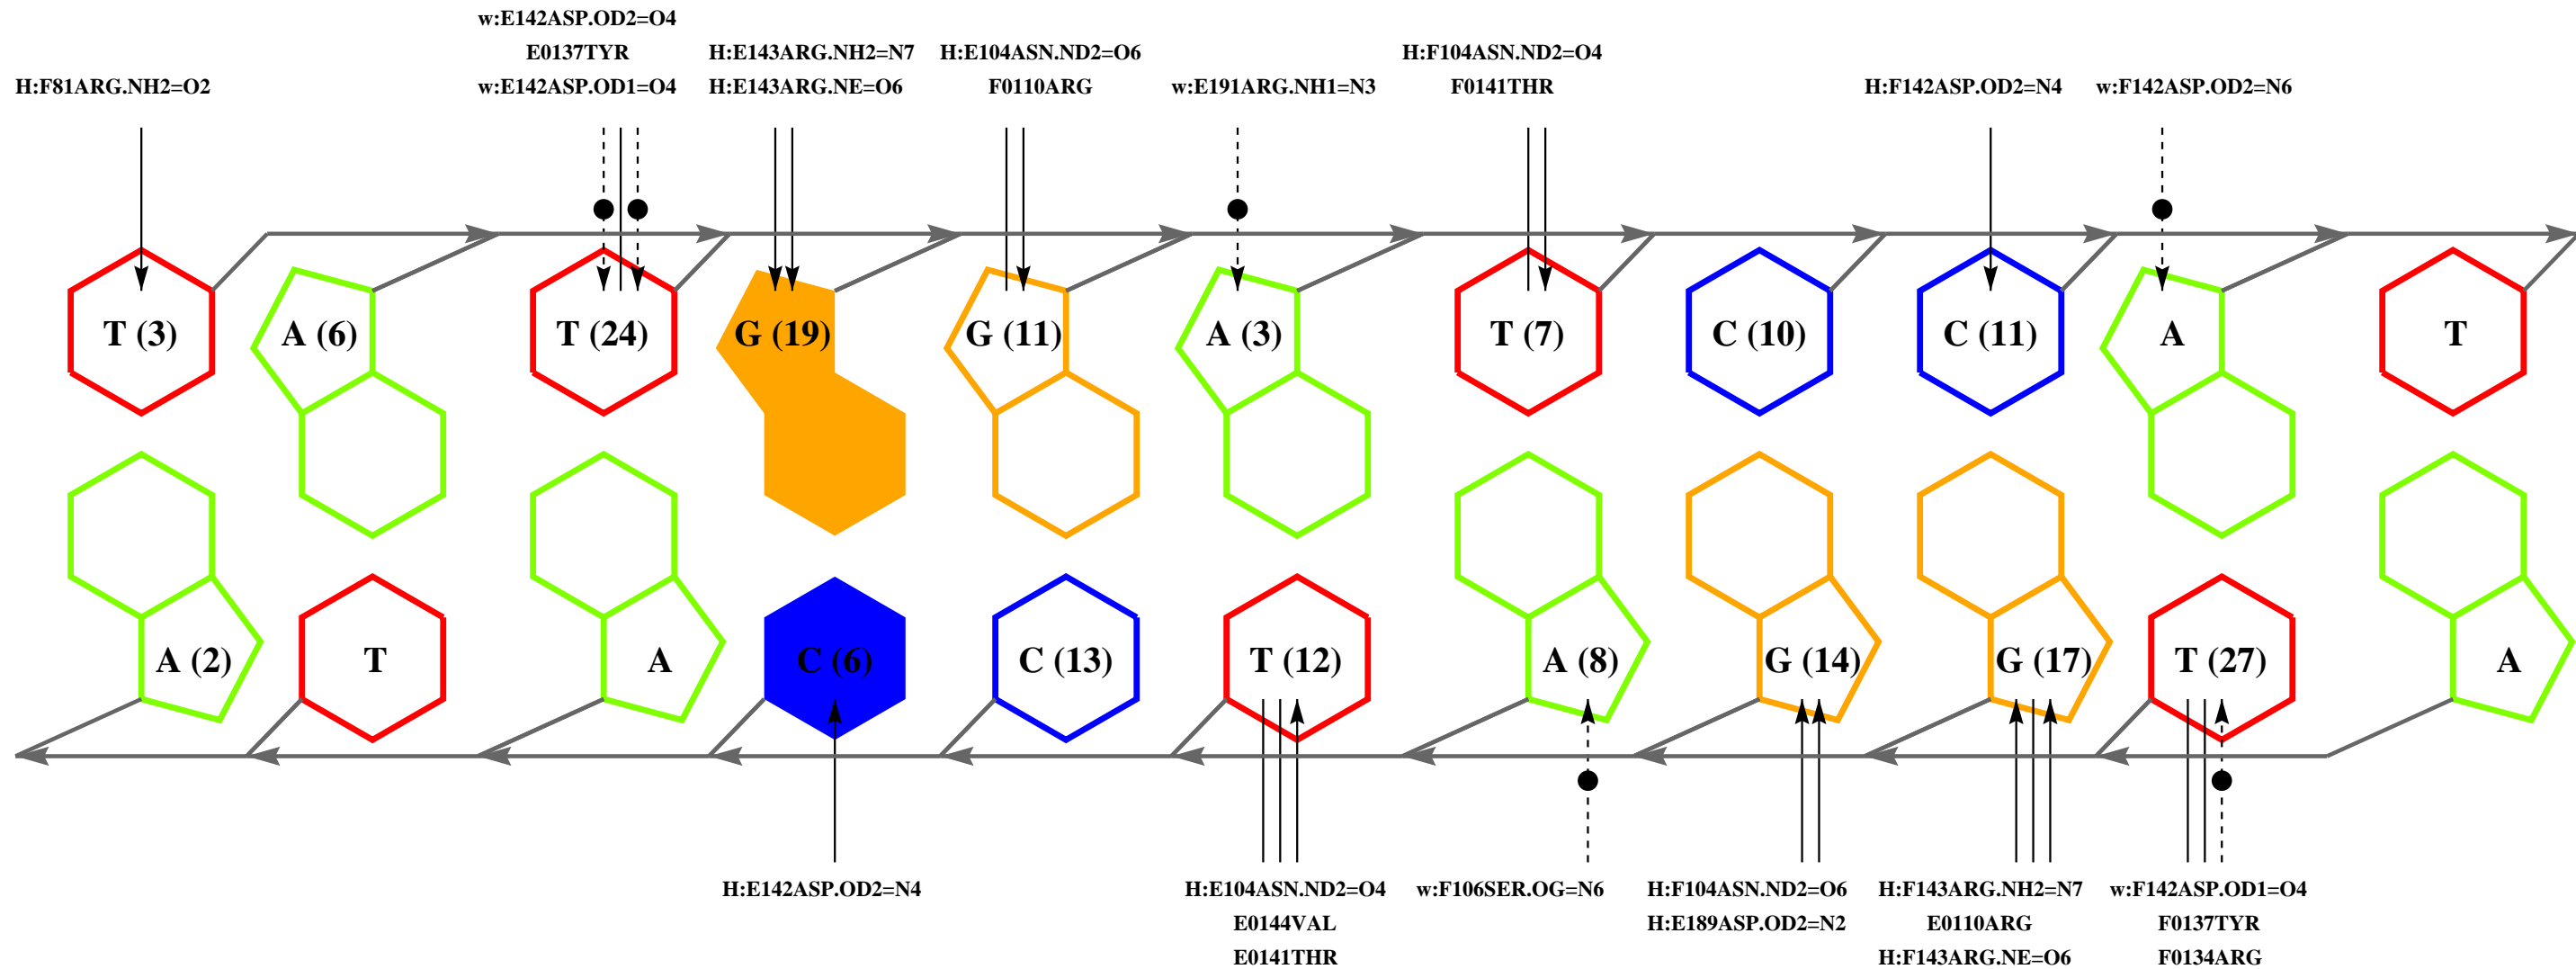 w:E142ASP.OD2=O4
E0137TYR H:E143ARG.NH2=N7 H:E104ASN.ND2=O6 H:F104ASN.ND2=O4
H:F81ARG.NH2=O2 w:E142ASP.OD1=O4 H:E143ARG.NE=O6 F0110ARG w:E191ARG.NH1=N3 F0141THR H:F142ASP.OD2=N4 w:F142ASP.OD2=N6
T (3) A (6) T (24) G (19) G (11) A (3) T (7) C (10) C (11) A T
A (2) T A C (6) C (13) T (12) A (8) G (14) G (17) T (27) A
H:E142ASP.OD2=N4 H:E104ASN.ND2=O4 w:F106SER.OG=N6 H:F104ASN.ND2=O6 H:F143ARG.NH2=N7 w:F142ASP.OD1=O4
E0144VAL H:E189ASP.OD2=N2 E0110ARG F0137TYR
E0141THR H:F143ARG.NE=O6 F0134ARG